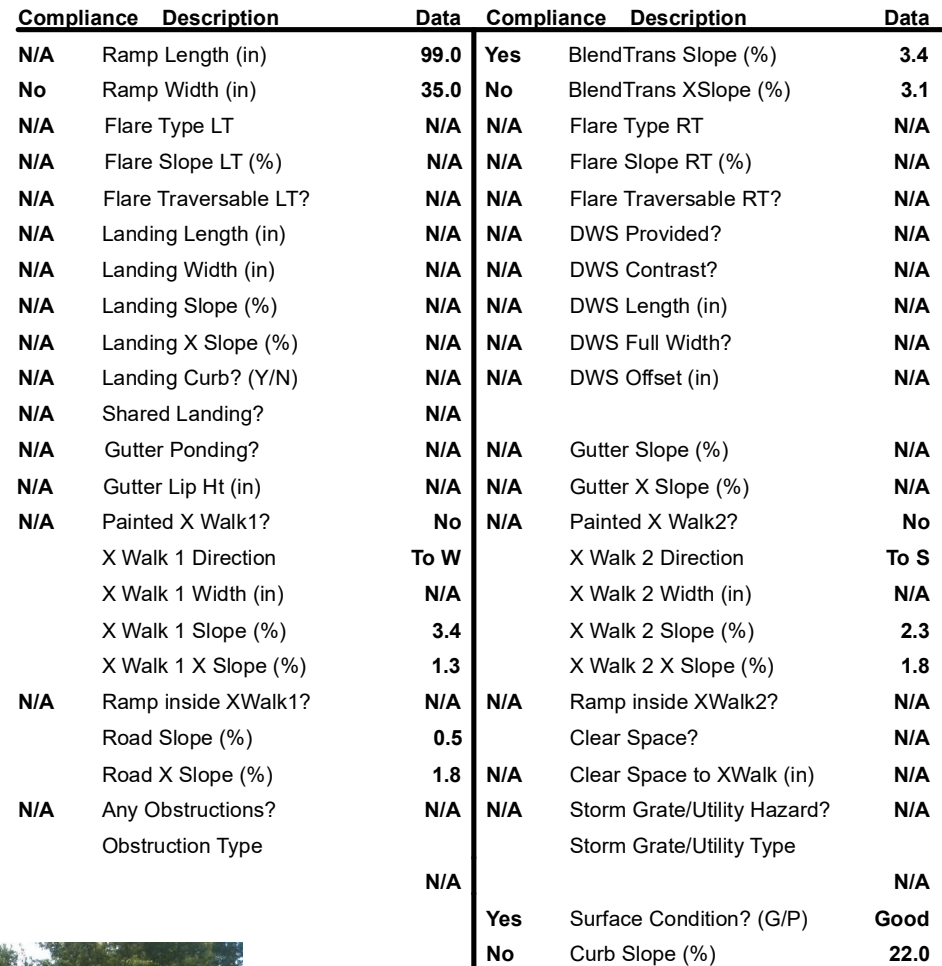 Compliance Description Data Compliance Description Data
N/A Ramp Length (in) 99.0 Yes BlendTrans Slope (%) 3.4
No Ramp Width (in) 35.0 No BlendTrans XSlope (%) 3.1
N/A Flare Type LT N/A N/A Flare Type RT N/A
N/A Flare Slope LT (%) N/A N/A Flare Slope RT (%) N/A
N/A Flare Traversable LT? N/A N/A Flare Traversable RT? N/A
N/A Landing Length (in) N/A N/A DWS Provided? N/A
N/A Landing Width (in) N/A N/A DWS Contrast? N/A
N/A Landing Slope (%) N/A N/A DWS Length (in) N/A
N/A Landing X Slope (%) N/A N/A DWS Full Width? N/A
N/A Landing Curb? (Y/N) N/A N/A DWS Offset (in) N/A
N/A Shared Landing? N/A
N/A Gutter Ponding? N/A N/A Gutter Slope (%) N/A
N/A Gutter Lip Ht (in) N/A N/A Gutter X Slope (%) N/A
N/A Painted X Walk1? No N/A Painted X Walk2? No
X Walk 1 Direction To W X Walk 2 Direction To S
X Walk 1 Width (in) N/A X Walk 2 Width (in) N/A
X Walk 1 Slope (%) 3.4 X Walk 2 Slope (%) 2.3
X Walk 1 X Slope (%) 1.3 X Walk 2 X Slope (%) 1.8
N/A Ramp inside XWalk1? N/A N/A Ramp inside XWalk2? N/A
Road Slope (%) 0.5 Clear Space? N/A
Road X Slope (%) 1.8 N/A Clear Space to XWalk (in) N/A
N/A Any Obstructions? N/A N/A Storm Grate/Utility Hazard? N/A
Obstruction Type Storm Grate/Utility Type
N/A N/A
Yes Surface Condition? (G/P) Good
No Curb Slope (%) 22.0